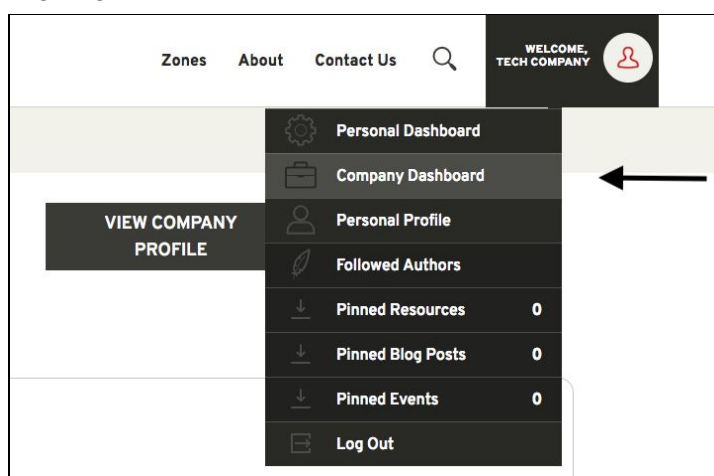 Zones About Contact Us WELCOME,
TECH COMPANY
Personal Dashboard
Company Dashboard
VIEW COMPANY
PROFILE
Personal Profile
Followed Authors
Pinned Resources 0
Pinned Blog Posts 0
Pinned Events 0
Log Out